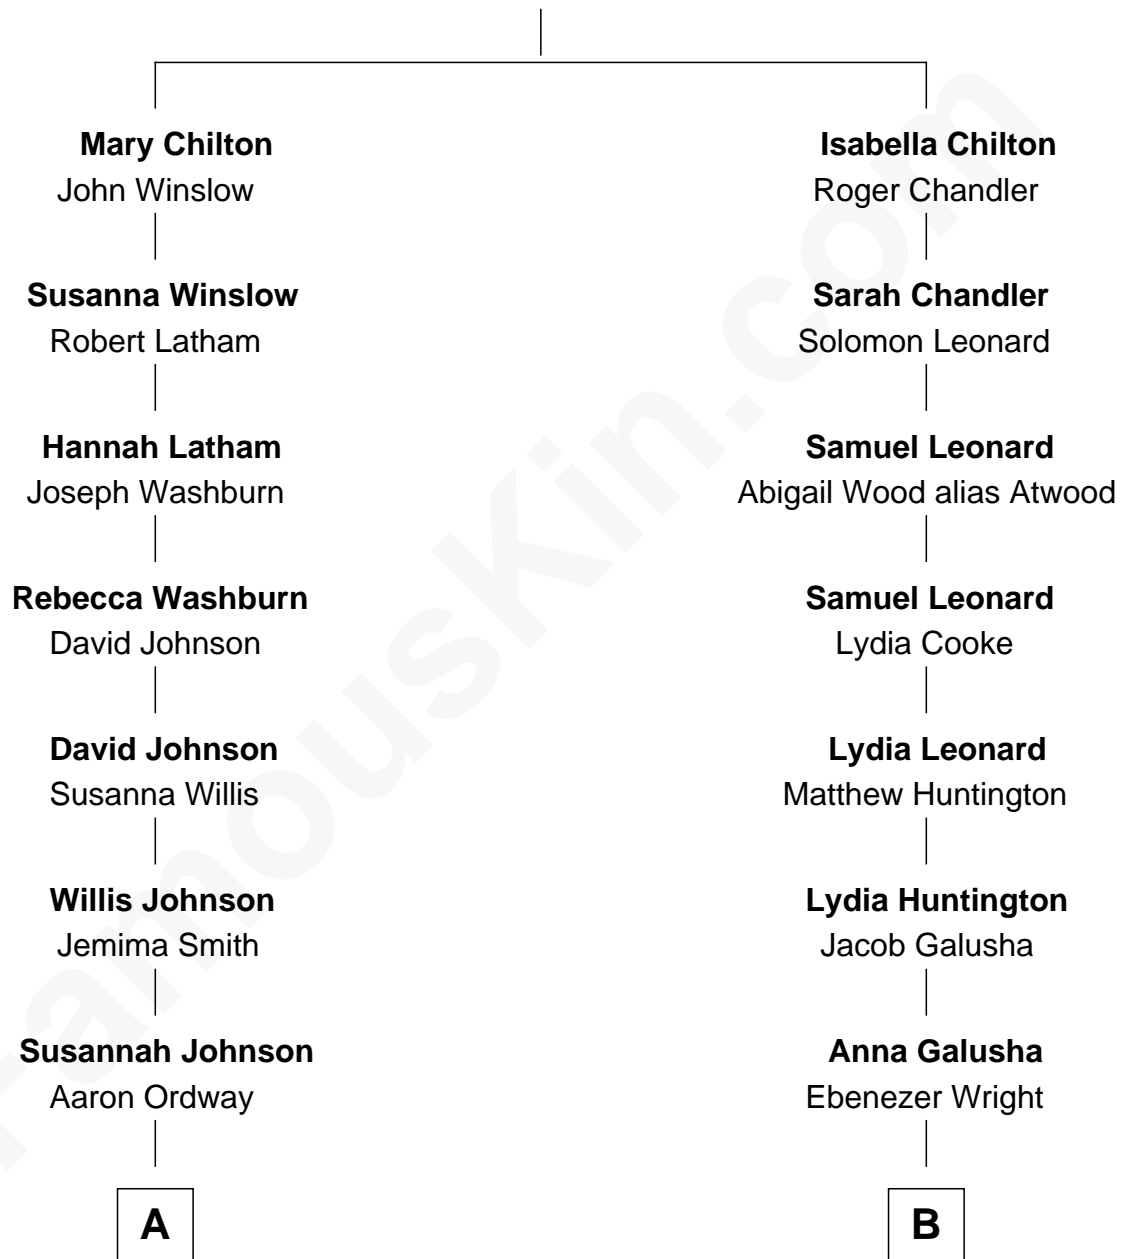 Mary Chilton
John Winslow
Susanna Winslow
Robert Latham
Hannah Latham
Joseph Washburn
Rebecca Washburn
David Johnson
David Johnson
Susanna Willis
Willis Johnson
Jemima Smith
Susannah Johnson
Aaron Ordway
A
Isabella Chilton
Roger Chandler
Sarah Chandler
Solomon Leonard
Samuel Leonard
Abigail Wood alias Atwood
Samuel Leonard
Lydia Cooke
Lydia Leonard
Matthew Huntington
Lydia Huntington
Jacob Galusha
Anna Galusha
Ebenezer Wright
B
FamousKin.com